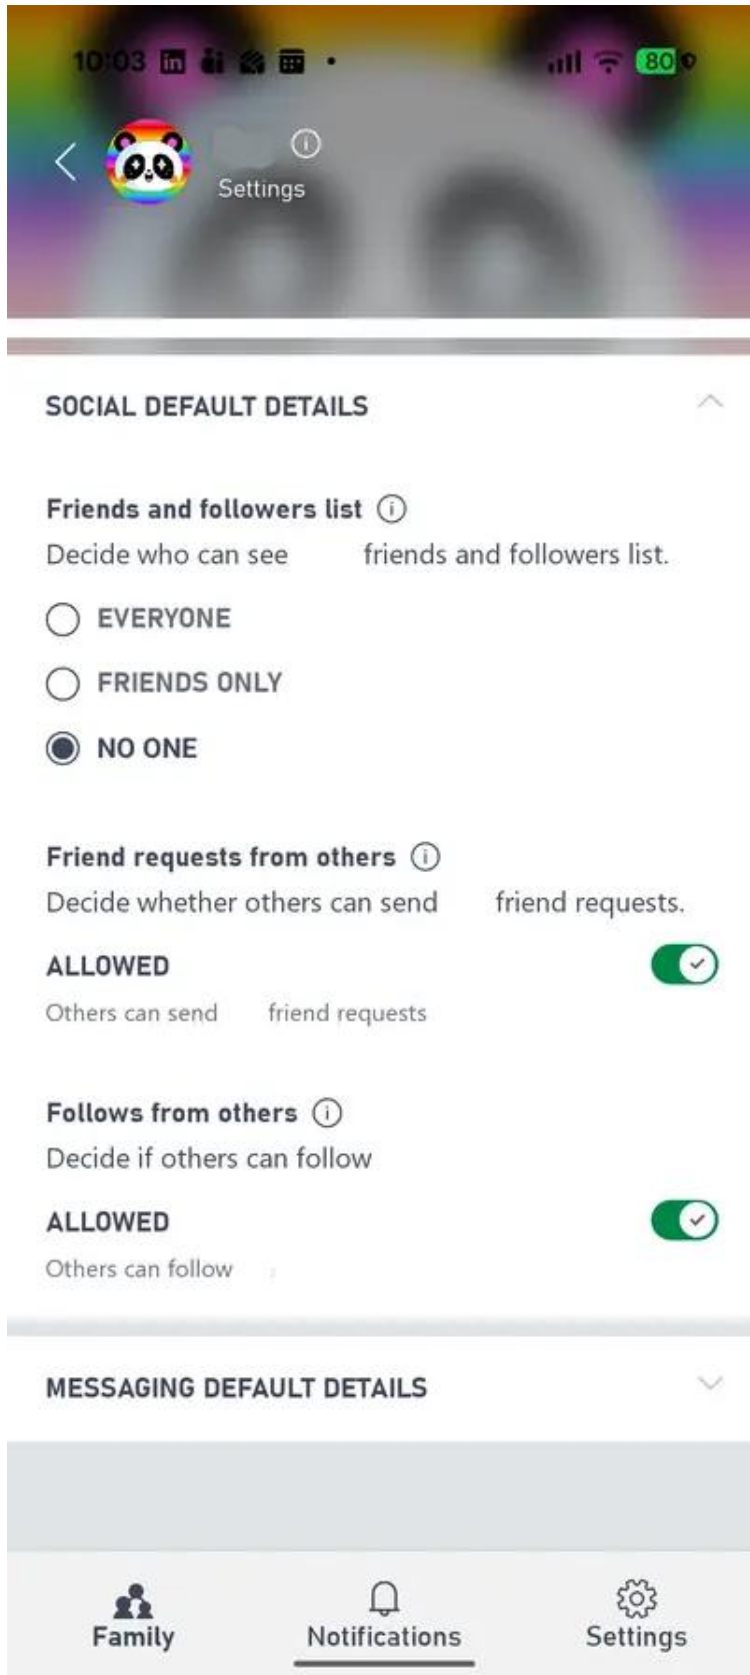 10:03
80
Settings
SOCIAL DEFAULT DETAILS
Friends and followers list
Decide who can see friends and followers list.
EVERYONE
FRIENDS ONLY
NO ONE
Friend requests from others
Decide whether others can send friend requests.
ALLOWED
Others can send friend requests
Follows from others
Decide if others can follow
ALLOWED
Others can follow
MESSAGING DEFAULT DETAILS
Family Notifications Settings